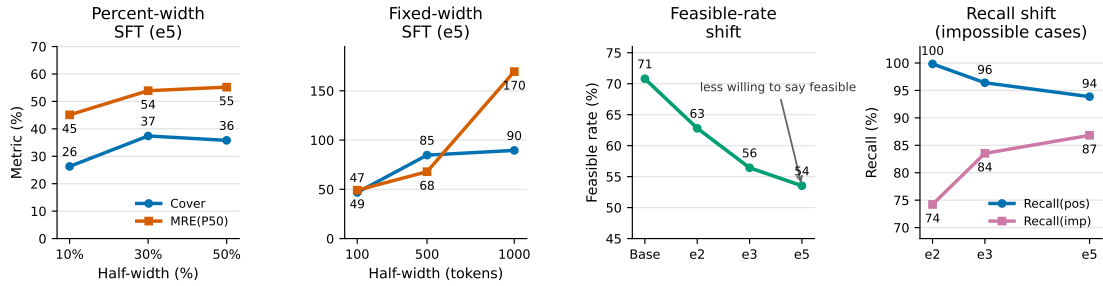 Percent-width
SFT (e5)
Metric (%)
70
60
50
40
30
20
10
0
45
54
55
26
37
36
Cover
MRE(P50)
10%
30%
50%
Half-width (%)
Fixed-width
SFT (e5)
150
100
50
0
47
49
85
68
170
90
100
500
1000
Half-width (tokens)
Feasible-rate
shift
Feasible rate (%)
75
70
65
60
55
50
45
71
63
56
54
less willing to say feasible
Base
e2
e3
e5
Recall shift
(impossible cases)
Recall (%)
100
95
90
85
80
75
70
100
96
94
74
84
87
Recall(pos)
Recall(imp)
e2
e3
e5